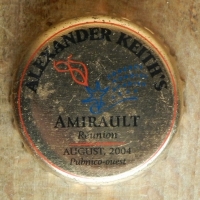 ALEXANDER KEITH'S
AMIRAULT
Reunion
AUGUST, 2004
Pubnico-ouest